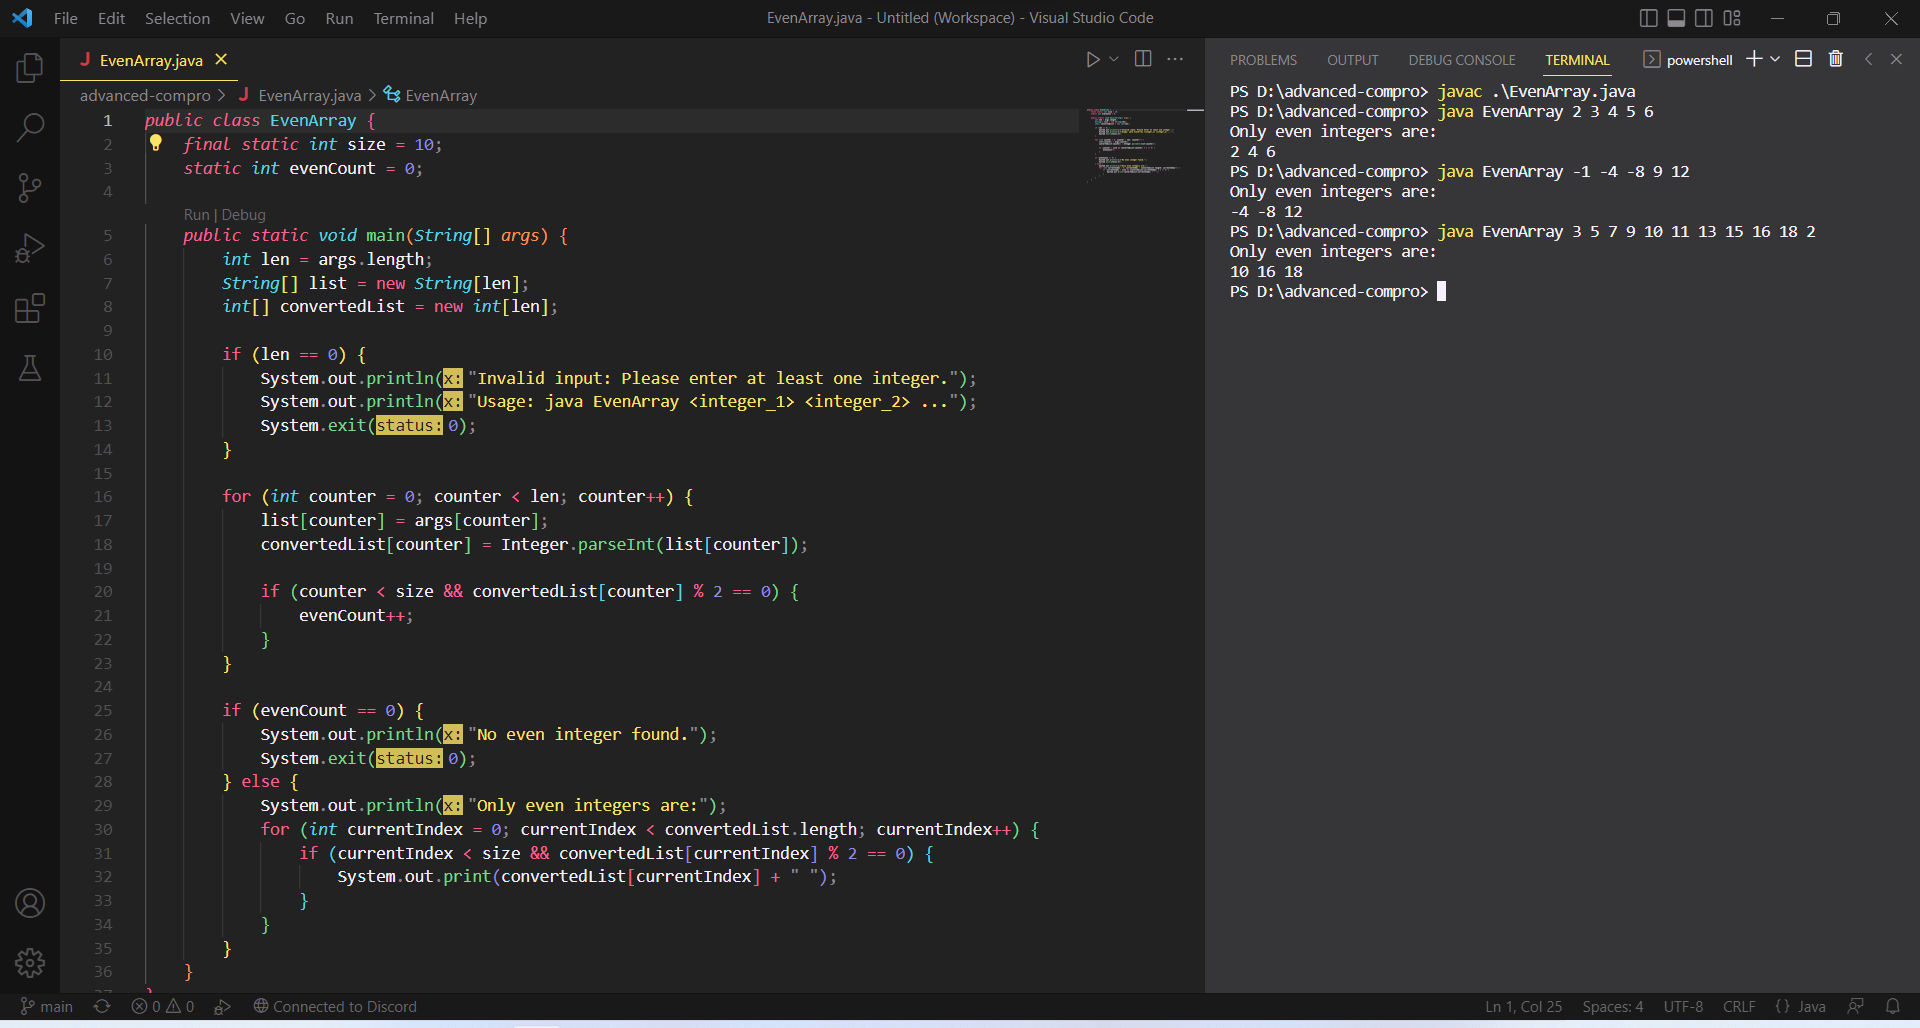 File Edit Selection View Go Run Terminal Help
EvenArray.java - Untitled (Workspace) - Visual Studio Code
J EvenArray.java
advanced-compro > J EvenArray.java > EvenArray
1 public class EvenArray {
2 final static int size = 10;
3 static int evenCount = 0;
4
Run | Debug
5 public static void main(String[] args) {
6 int len = args.length;
7 String[] list = new String[len];
8 int[] convertedList = new int[len];
9
10 if (len == 0) {
11 System.out.println(x: "Invalid input: Please enter at least one integer.");
12 System.out.println(x: "Usage: java EvenArray <integer_1> <integer_2> ...");
13 System.exit(status: 0);
14 }
15
16 for (int counter = 0; counter < len; counter++) {
17 list[counter] = args[counter];
18 convertedList[counter] = Integer.parseInt(list[counter]);
19
20 if (counter < size && convertedList[counter] % 2 == 0) {
21 evenCount++;
22 }
23 }
24
25 if (evenCount == 0) {
26 System.out.println(x: "No even integer found.");
27 System.exit(status: 0);
28 } else {
29 System.out.println(x: "Only even integers are:");
30 for (int currentIndex = 0; currentIndex < convertedList.length; currentIndex++) {
31 if (currentIndex < size && convertedList[currentIndex] % 2 == 0) {
32 System.out.print(convertedList[currentIndex] + " ");
33 }
34 }
35 }
36 }
PROBLEMS OUTPUT DEBUG CONSOLE TERMINAL powershell
PS D:\advanced-compro> javac .\EvenArray.java
PS D:\advanced-compro> java EvenArray 2 3 4 5 6
Only even integers are:
2 4 6
PS D:\advanced-compro> java EvenArray -1 -4 -8 9 12
Only even integers are:
-4 -8 12
PS D:\advanced-compro> java EvenArray 3 5 7 9 10 11 13 15 16 18 2
Only even integers are:
10 16 18
PS D:\advanced-compro>
main 0 0 Connected to Discord
Ln 1, Col 25 Spaces: 4 UTF-8 CRLF {} Java